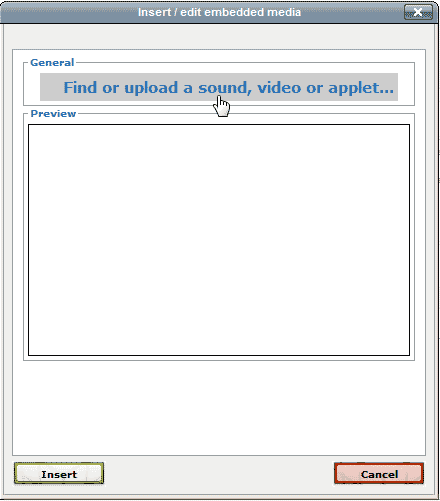 Insert / edit embedded media
General
Find or upload a sound, video or applet...
Preview
Insert
Cancel